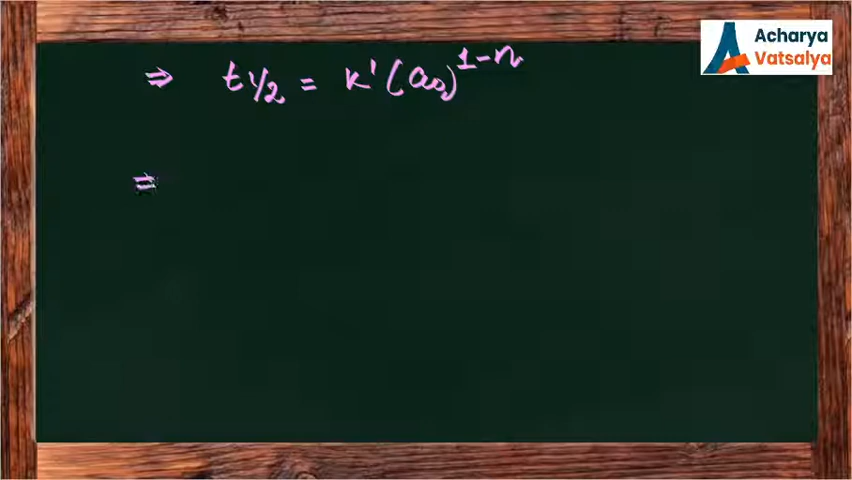 ⇒ t1/2 = k'(a₀)^1-n
=
Acharya
Vatsalya